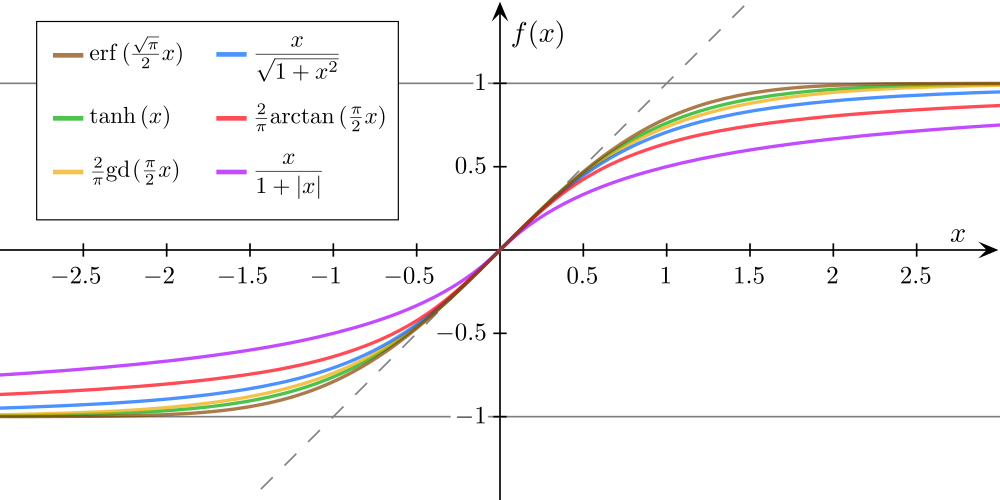 f(x)
erf (√π/2 x) x/√(1 + x²)
tanh (x) 2/π arctan (π/2 x)
2/π gd (π/2 x) x/(1 + |x|)
1
0.5
x
−2.5 −2 −1.5 −1 −0.5 0.5 1 1.5 2 2.5
−0.5
−1